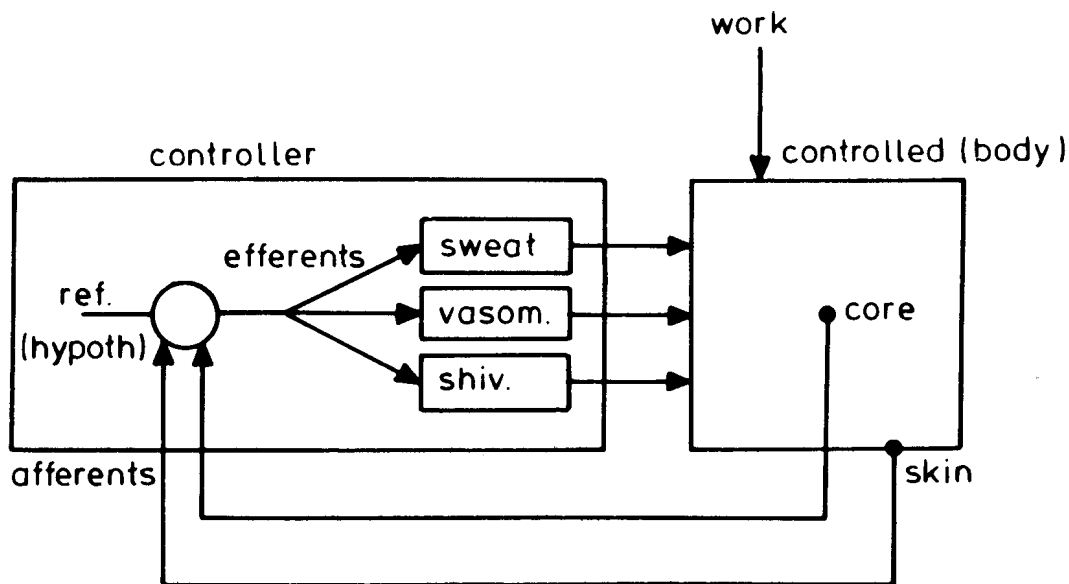 work
controller
controlled (body)
sweat
efferents
ref.
vasom.
core
(hypoth)
shiv.
afferents
skin